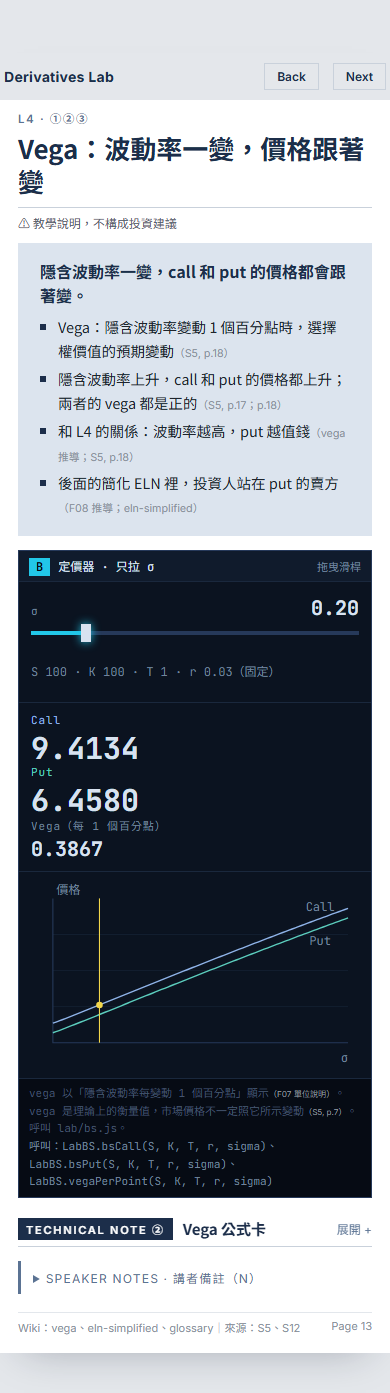 Derivatives Lab
Back
Next
L4 · ①②③
Vega：波動率一變，價格跟著
變
⚠ 教學說明，不構成投資建議
隱含波動率一變，call 和 put 的價格都會跟
著變。
Vega：隱含波動率變動 1 個百分點時，選擇
權價值的預期變動（S5, p.18）
隱含波動率上升，call 和 put 的價格都上升；
兩者的 vega 都是正的（S5, p.17；p.18）
和 L4 的關係：波動率越高，put 越值錢（vega
推導；S5, p.18）
後面的簡化 ELN 裡，投資人站在 put 的賣方
（F08 推導；eln-simplified）
B 定價器 · 只拉 σ
拖曳滑桿
σ
0.20
S 100 · K 100 · T 1 · r 0.03（固定）
Call
9.4134
Put
6.4580
Vega（每 1 個百分點）
0.3867
價格
Call
Put
σ
vega 以「隱含波動率每變動 1 個百分點」顯示（F07 單位說明）。
vega 是理論上的衡量值，市場價格不一定照它所示變動（S5, p.7）。
呼叫 lab/bs.js。
呼叫：LabBS.bsCall(S, K, T, r, sigma)、
LabBS.bsPut(S, K, T, r, sigma)、
LabBS.vegaPerPoint(S, K, T, r, sigma)
TECHNICAL NOTE ② Vega 公式卡
展開 +
▶ SPEAKER NOTES · 講者備註（N）
Wiki：vega、eln-simplified、glossary｜來源：S5、S12
Page 13